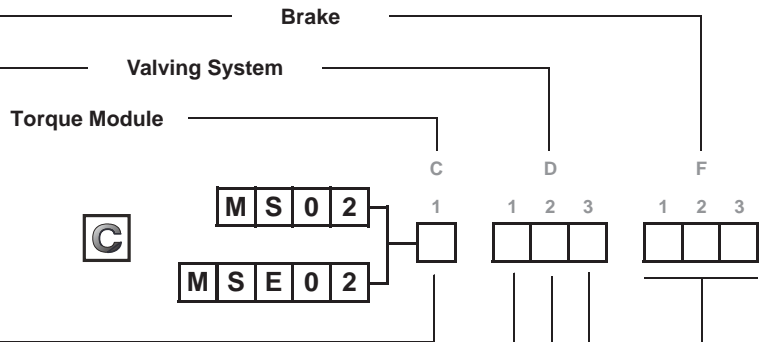 Brake
Valving System
Torque Module
C D F
M S 0 2
1 1 2 3 1 2 3
C
M S E 0 2